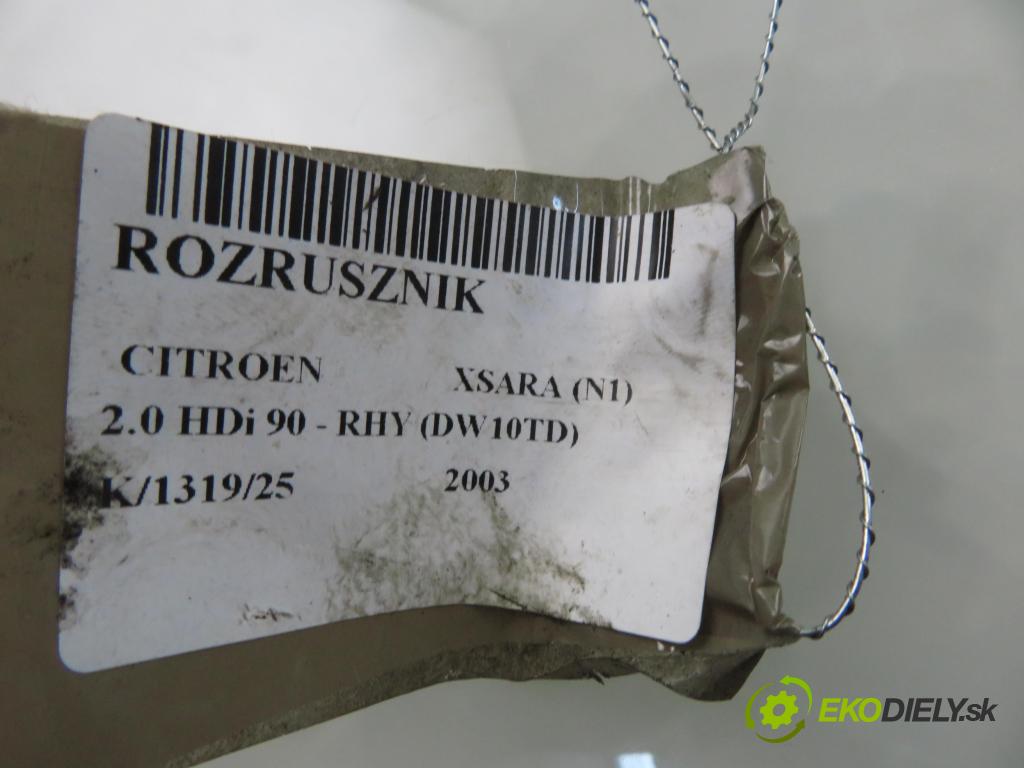 ROZRUSZNIK
CITROEN XSARA (N1)
2.0 HDi 90 - RHY (DW10TD)
K/1319/25 2003
EKODIELY.sk